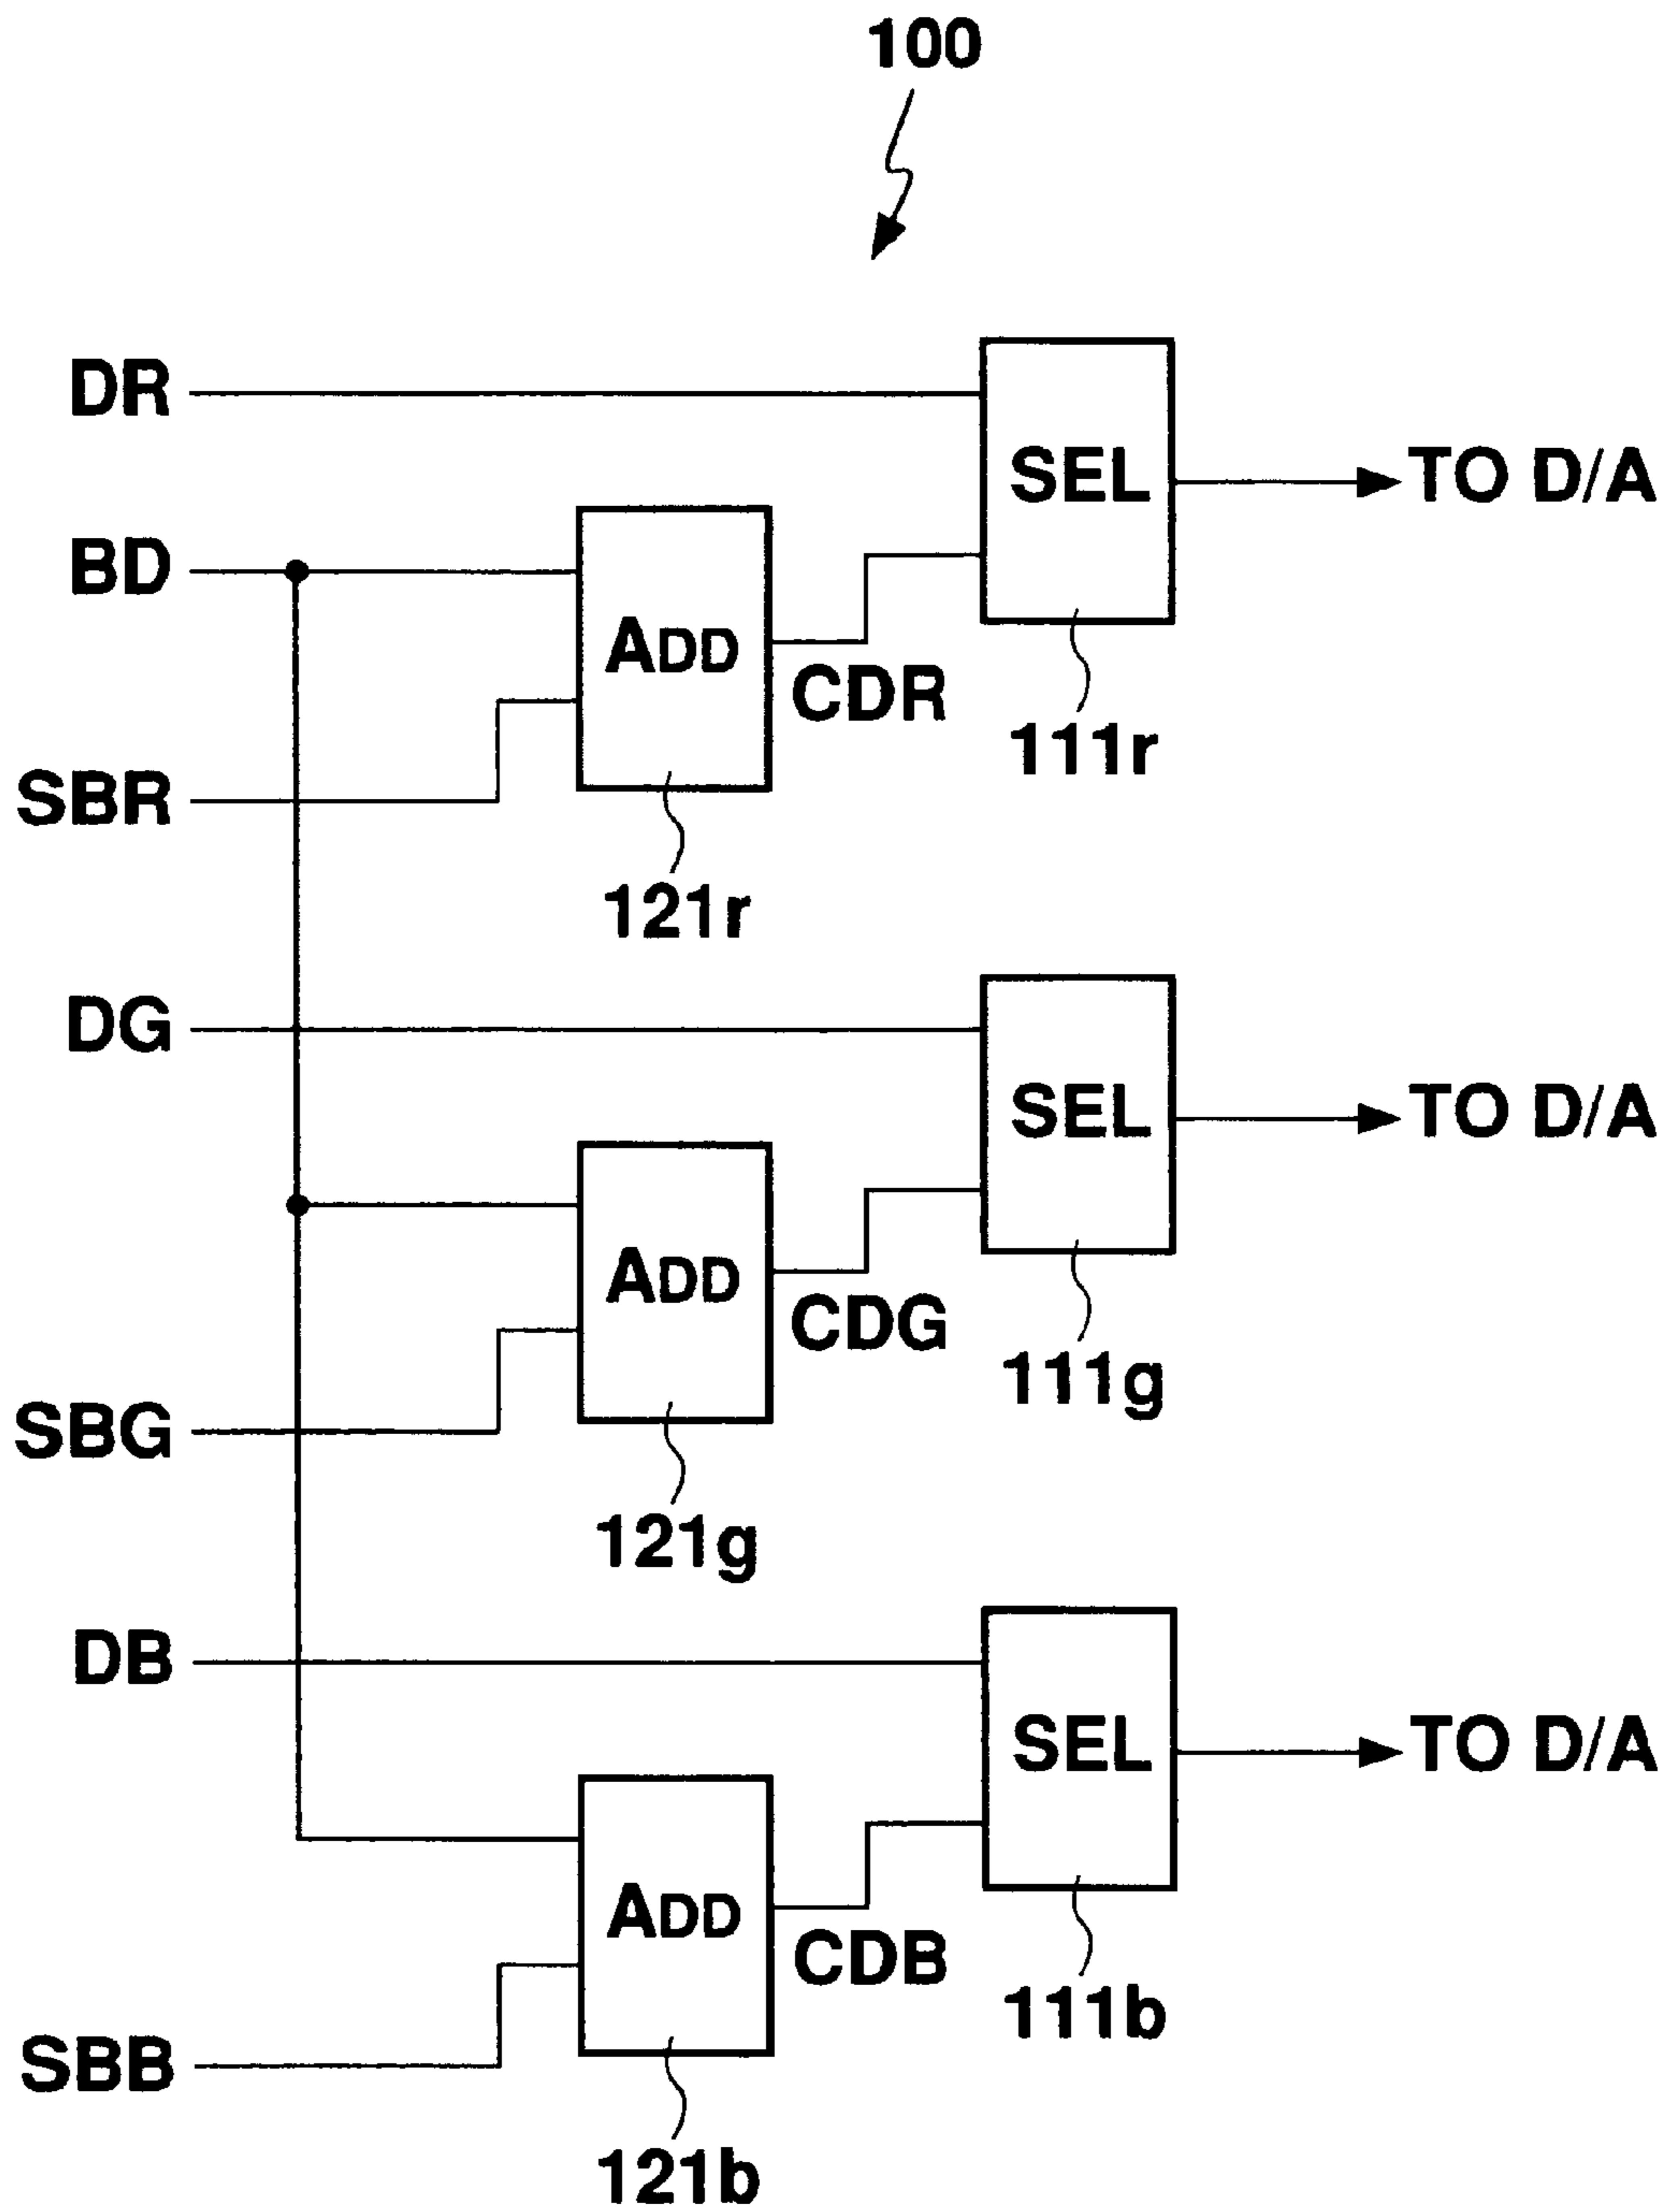 100
DR
SEL
TO D/A
BD
ADD
CDR
111r
SBR
121r
DG
SEL
TO D/A
ADD
CDG
111g
SBG
121g
DB
SEL
TO D/A
ADD
CDB
111b
SBB
121b